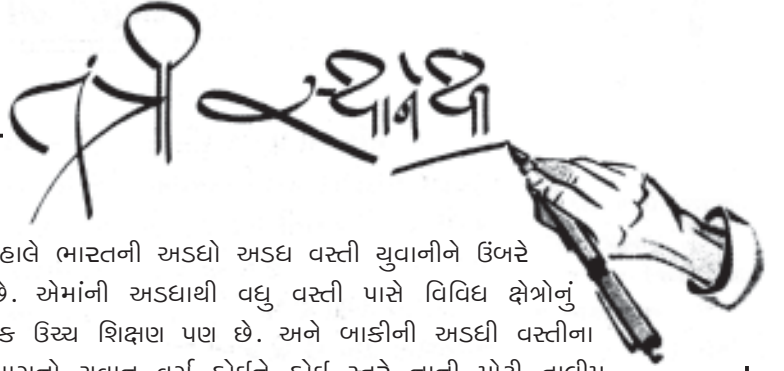 તંત્રી સ્થાનેથી
હાલે ભારતની અડધો અડધ વસ્તી યુવાનીને ઉંબરે
છે. એમાંની અડધાથી વધુ વસ્તી પાસે વિવિધ ક્ષેત્રોનું
ક ઉચ્ચ શિક્ષણ પણ છે. અને બાકીની અડધી વસ્તીના